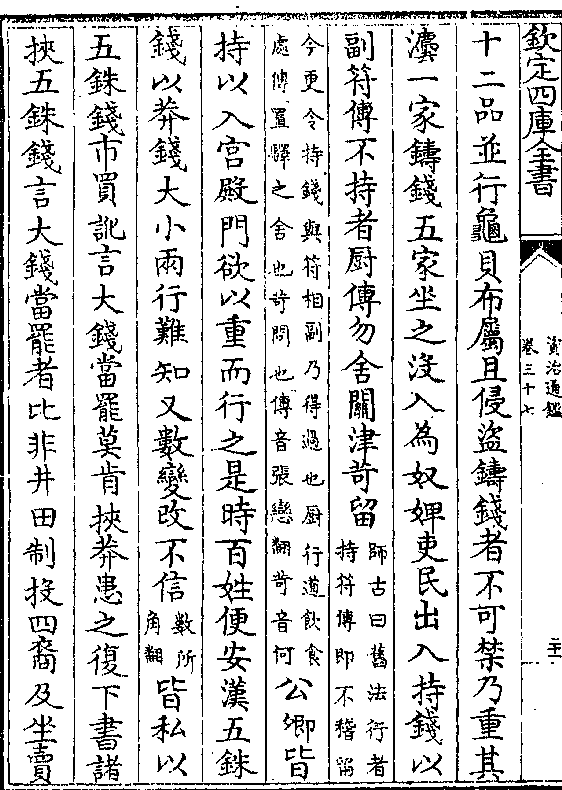 欽定四庫全書
資治通鑑
卷三十七
二十
十二品並行龜貝布屬且侵盜鑄錢者不可禁乃重其
灋一家鑄錢五家坐之沒入為奴婢吏民出入持錢以
副符傳不持者厨傳勿舍關津苛留
師古曰舊法行者
持符傳即不稽留
今更令持錢與符相副乃得過也厨行道飲食
處傳置驛之舍也苛問也傳音張戀翻苛音何
公卿皆
持以入宫殿門欲以重而行之是時百姓便安漢五銖
錢以莽錢大小兩行難知又數變改不信
數所
角翻
皆私以
五銖錢市買訛言大錢當罷莫肯挾莽患之復下書諸
挾五銖錢言大錢當罷者比非井田制投四裔及坐賣